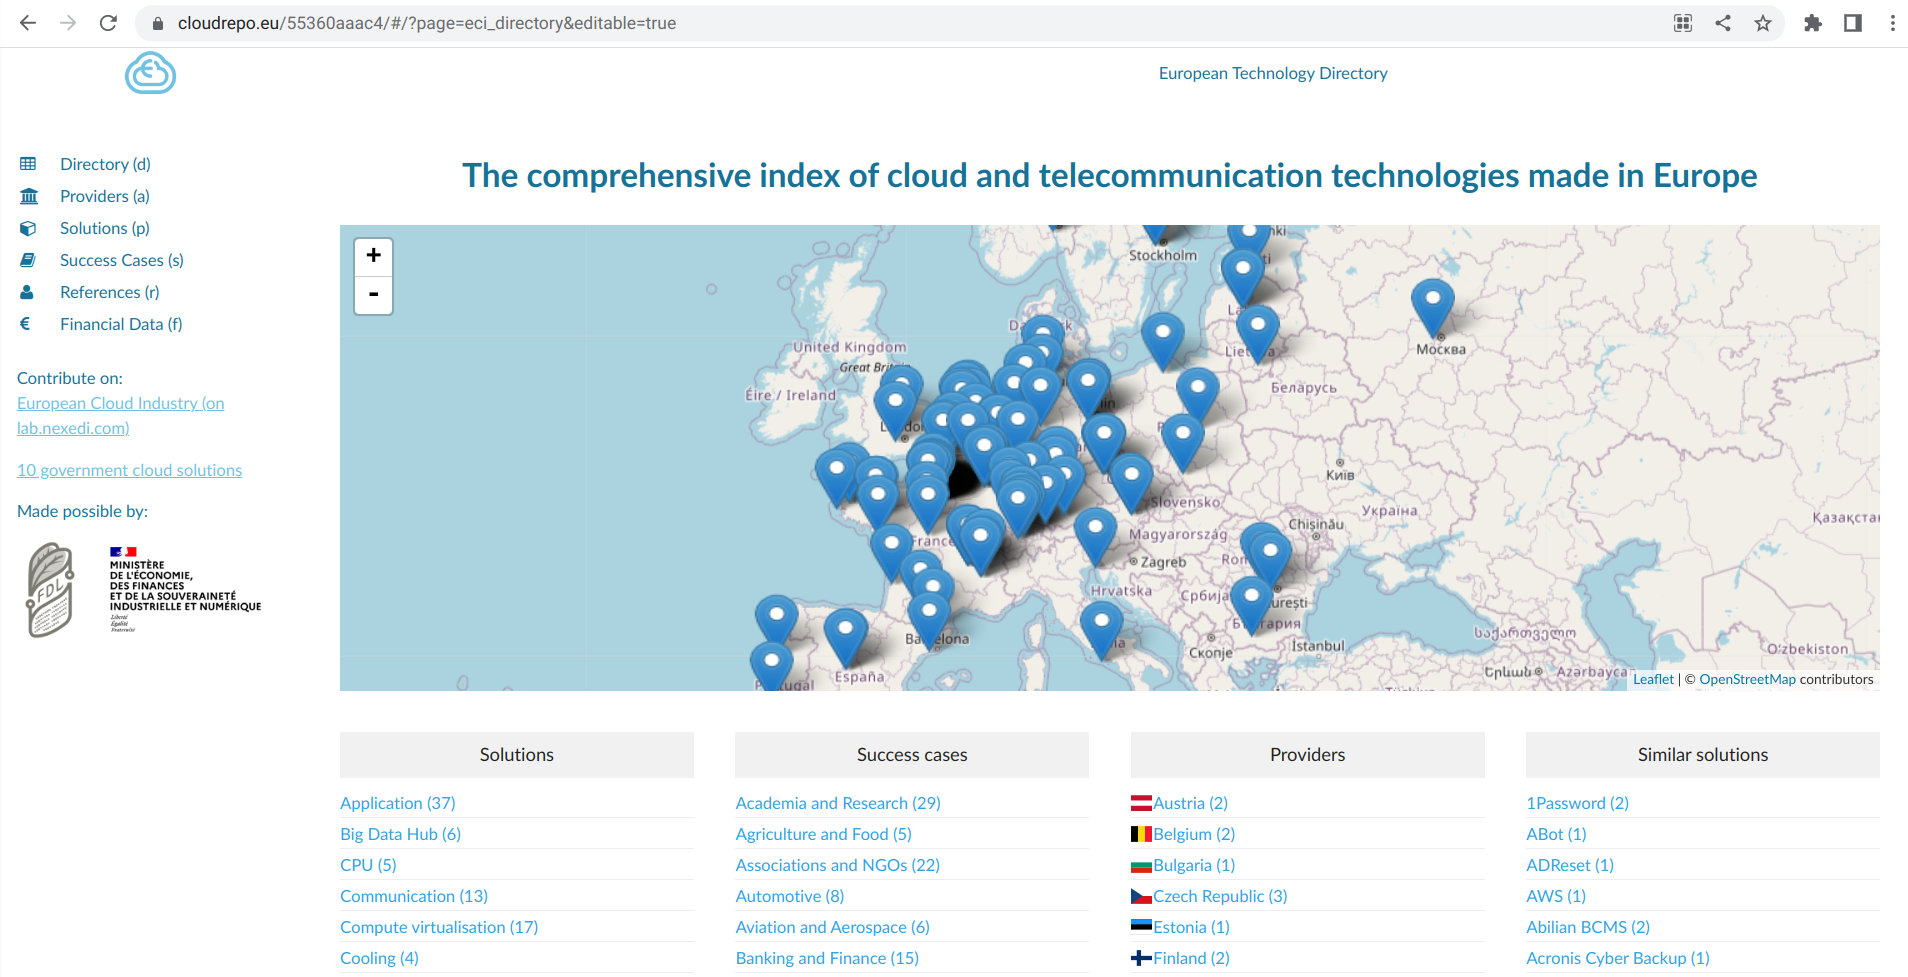 cloudrepo.eu/55360aaac4/#/?page=eci_directory&editable=true
European Technology Directory
Directory (d)
Providers (a)
Solutions (p)
Success Cases (s)
References (r)
Financial Data (f)
Contribute on:
European Cloud Industry (on
lab.nexedi.com)
10 government cloud solutions
Made possible by:
FDL
MINISTÈRE
DE L'ÉCONOMIE,
DES FINANCES
ET DE LA SOUVERAINETÉ
INDUSTRIELLE ET NUMÉRIQUE
Liberté
Égalité
Fraternité
The comprehensive index of cloud and telecommunication technologies made in Europe
+
-
Stockholm
Москва
United Kingdom
Great
Беларусь
Éire / Ireland
Київ
Slovensko
Україна
Chișinău
Қазақстан
France
Magyarország
Zagreb
Hrvatska
Србија
București
България
Barcelona
Скопје
İstanbul
საქართველო
O'zbekiston
España
Portugal
Երևան
Azərbaycan
Türkiye
Leaflet | © OpenStreetMap contributors
Solutions
Application (37)
Big Data Hub (6)
CPU (5)
Communication (13)
Compute virtualisation (17)
Cooling (4)
Success cases
Academia and Research (29)
Agriculture and Food (5)
Associations and NGOs (22)
Automotive (8)
Aviation and Aerospace (6)
Banking and Finance (15)
Providers
Austria (2)
Belgium (2)
Bulgaria (1)
Czech Republic (3)
Estonia (1)
Finland (2)
Similar solutions
1Password (2)
ABot (1)
ADReset (1)
AWS (1)
Abilian BCMS (2)
Acronis Cyber Backup (1)